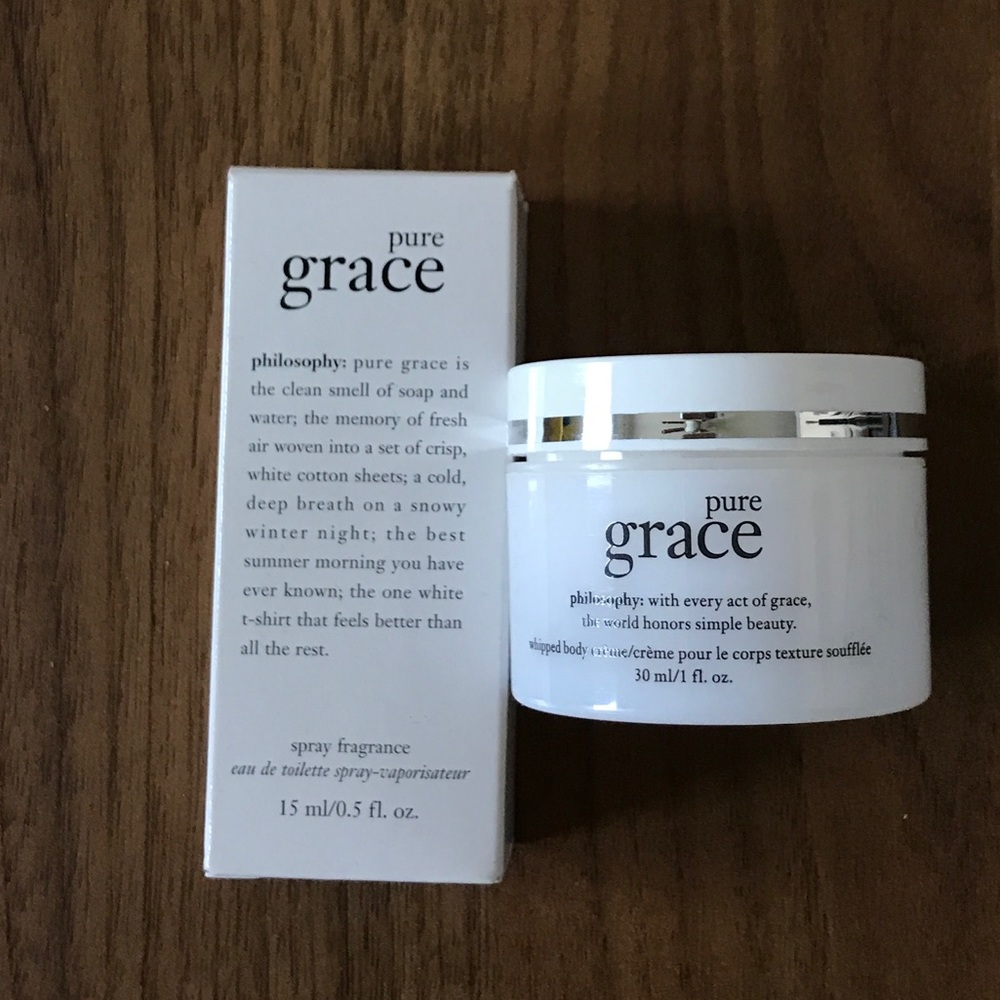 pure
grace
philosophy: pure grace is
the clean smell of soap and
water; the memory of fresh
air woven into a set of crisp,
white cotton sheets; a cold,
deep breath on a snowy
winter night; the best
summer morning you have
ever known; the one white
t-shirt that feels better than
all the rest.
spray fragrance
eau de toilette spray-vaporisateur
15 ml/0.5 fl. oz.
pure
grace
philosophy: with every act of grace,
the world honors simple beauty.
whipped body crème/crème pour le corps texture soufflée
30 ml/1 fl. oz.